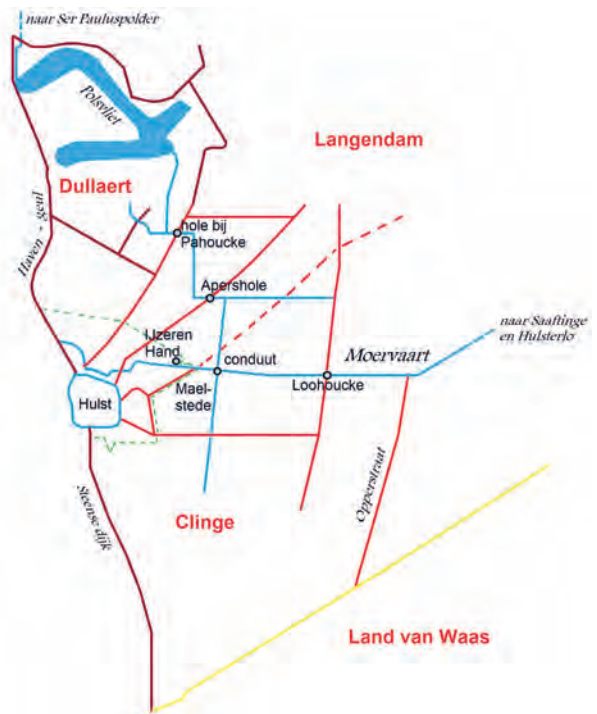 naar Ser Pauluspolder
Polsvliet
Langendam
Dullaert
Haven - geul
hole bij
Pahoucke
Apershole
naar Saaftinge
en Hulsterlo
IJzeren
Hand
conduut
Moervaart
Mael-
stede
Loohoucke
Hulst
Opperstraat
Steense dijk
Clinge
Land van Waas